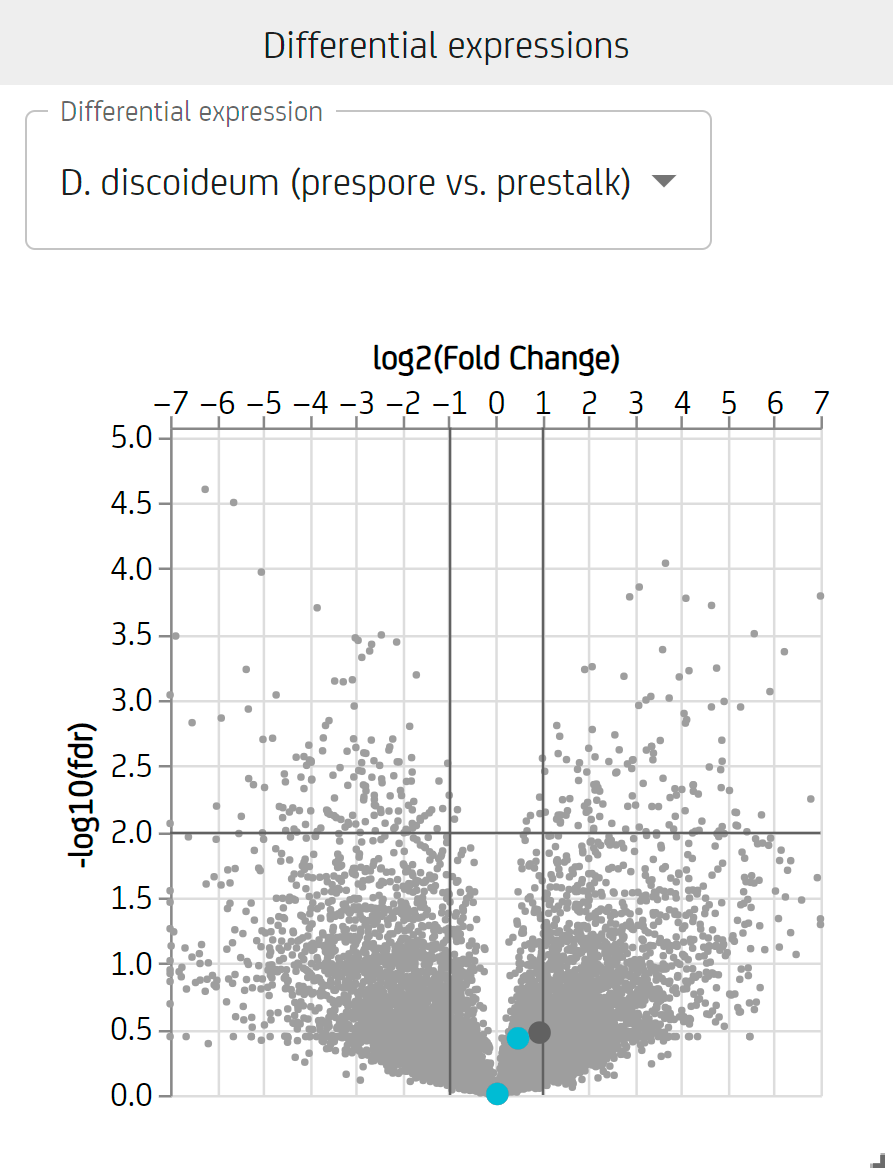 Differential expressions
Differential expression
D. discoideum (prespore vs. prestalk)
log2(Fold Change)
−7 −6 −5 −4 −3 −2 −1 0 1 2 3 4 5 6 7
5.0
4.5
4.0
3.5
3.0
2.5
2.0
1.5
1.0
0.5
0.0
-log10(fdr)